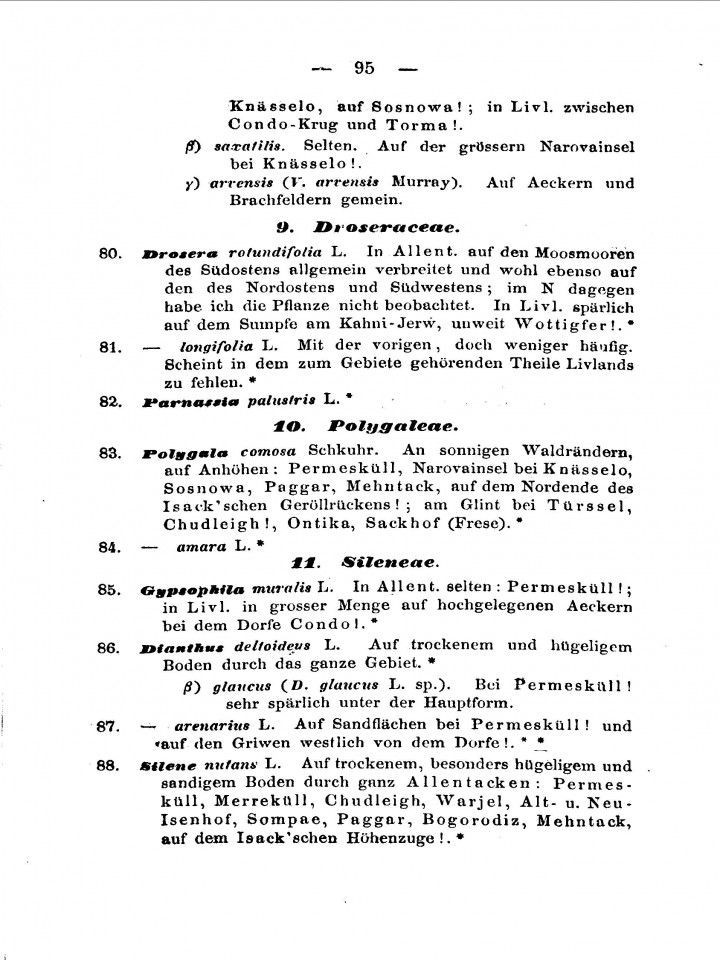 — 95 —
Knässelo, auf Sosnowa!; in Livl. zwischen
Condo-Krug und Torma!.
β) saxatilis. Selten. Auf der grössern Narovainsel
bei Knässelo!.
γ) arvensis (V. arvensis Murray). Auf Aeckern und
Brachfeldern gemein.
9. Droseraceae.
80. Drosera rotundifolia L. In Allent. auf den Moosmooren
des Südostens allgemein verbreitet und wohl ebenso auf
den des Nordostens und Südwestens; im N dagegen
habe ich die Pflanze nicht beobachtet. In Livl. spärlich
auf dem Sumpfe am Kahni-Jerw, unweit Wottigfer!. *
81. — longifolia L. Mit der vorigen, doch weniger häufig.
Scheint in dem zum Gebiete gehörenden Theile Livlands
zu fehlen. *
82. Parnassia palustris L. *
10. Polygaleae.
83. Polygala comosa Schkuhr. An sonnigen Waldrändern,
auf Anhöhen: Permesküll, Narovainsel bei Knässelo,
Sosnowa, Paggar, Mehntack, auf dem Nordende des
Isack'schen Geröllrückens!; am Glint bei Türssel,
Chudleigh!, Ontika, Sackhof (Frese). *
84. — amara L. *
11. Sileneae.
85. Gypsophila muralis L. In Allent. selten: Permesküll!;
in Livl. in grosser Menge auf hochgelegenen Aeckern
bei dem Dorfe Condo!. *
86. Dianthus deltoideus L. Auf trockenem und hügeligem
Boden durch das ganze Gebiet. *
β) glaucus (D. glaucus L. sp.). Bei Permesküll!
sehr spärlich unter der Hauptform.
87. — arenarius L. Auf Sandflächen bei Permesküll! und
auf den Griwen westlich von dem Dorfe!. * *
88. Silene nutans L. Auf trockenem, besonders hügeligem und
sandigem Boden durch ganz Allentacken: Permes-
küll, Merreküll, Chudleigh, Warjel, Alt- u. Neu-
Isenhof, Sompae, Paggar, Bogorodiz, Mehntack,
auf dem Isack'schen Höhenzuge!. *